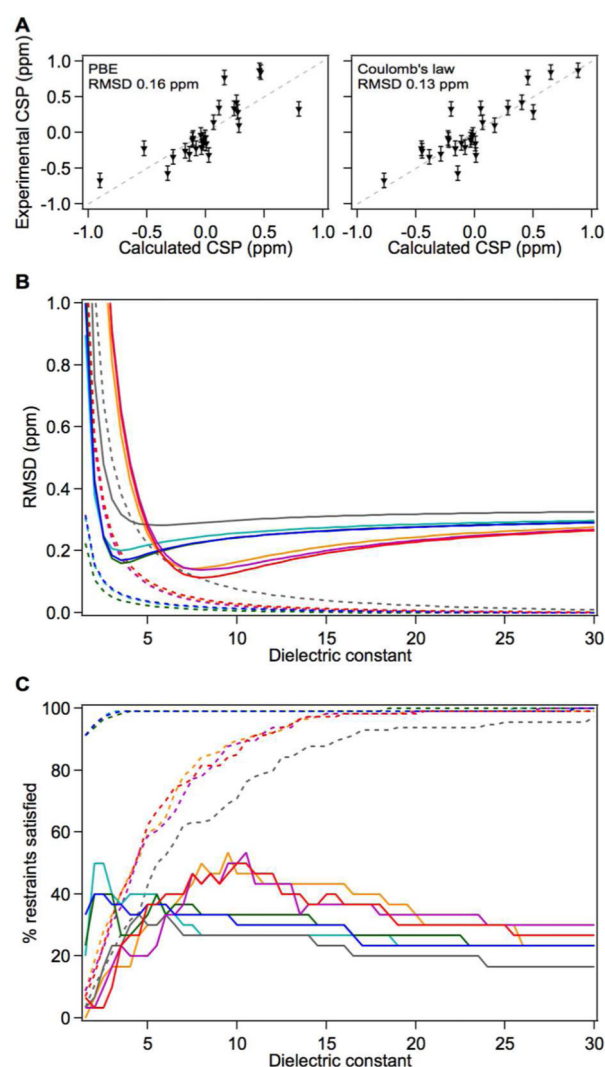 A
PBE
RMSD 0.16 ppm
Coulomb's law
RMSD 0.13 ppm
Experimental CSP (ppm)
1.0
0.5
0.0
-0.5
-1.0
-1.0 -0.5 0.0 0.5 1.0
-1.0 -0.5 0.0 0.5 1.0
Calculated CSP (ppm)
Calculated CSP (ppm)
B
RMSD (ppm)
1.0
0.8
0.6
0.4
0.2
0.0
5 10 15 20 25 30
Dielectric constant
C
% restraints satisfied
100
80
60
40
20
0
5 10 15 20 25 30
Dielectric constant